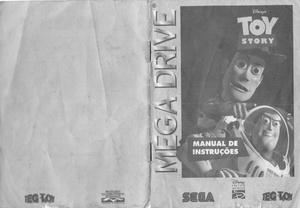 TEC TOY
MEGA DRIVE
Disney's
TOY
STORY
MANUAL DE
INSTRUÇÕES
SEGA
TEC TOY